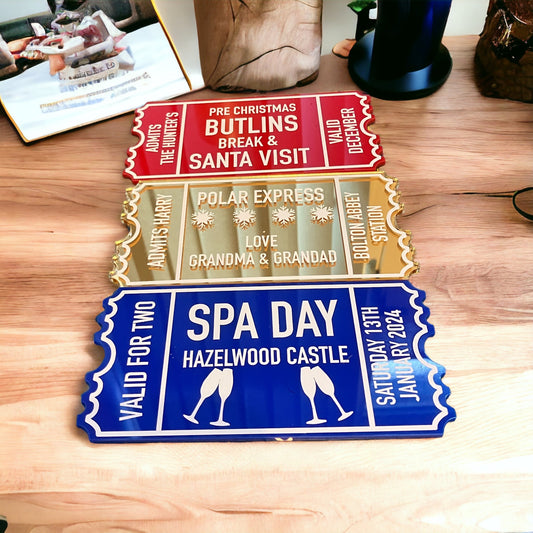 ADMITS
THE HUNTER'S
PRE CHRISTMAS
BUTLINS
BREAK &
SANTA VISIT
VALID
DECEMBER
ADMITS HARRY
POLAR EXPRESS
LOVE
GRANDMA & GRANDAD
BOLTON ABBEY
STATION
VALID FOR TWO
SPA DAY
HAZELWOOD CASTLE
SATURDAY 13TH
JANUARY 2024